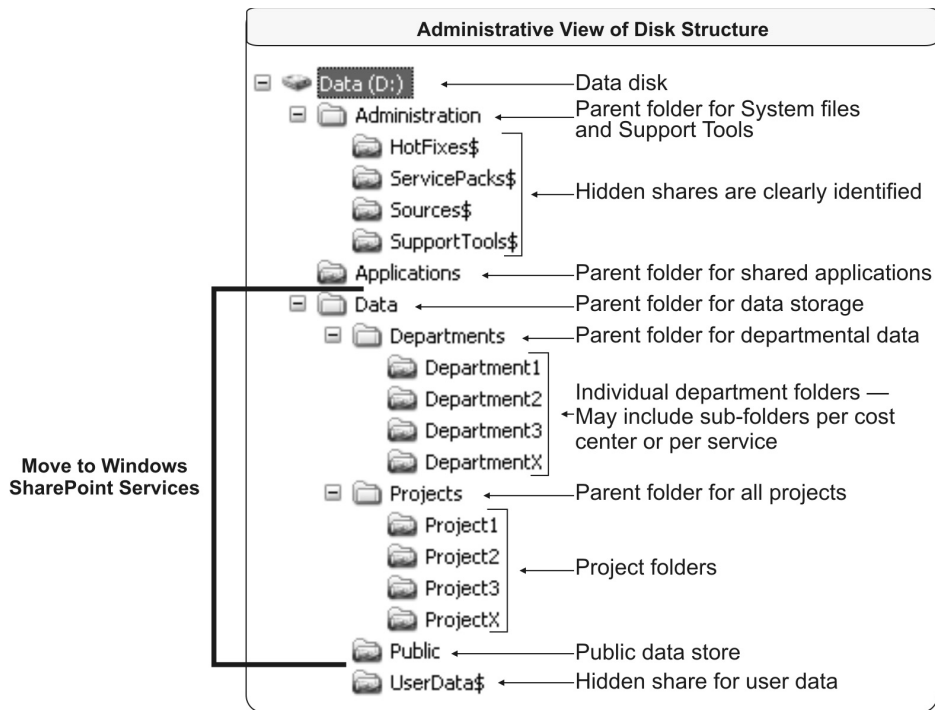 Administrative View of Disk Structure
Data (D:)
Data disk
Administration
Parent folder for System files
and Support Tools
HotFixes$
ServicePacks$
Sources$
SupportTools$
Hidden shares are clearly identified
Applications
Parent folder for shared applications
Data
Parent folder for data storage
Departments
Parent folder for departmental data
Department1
Department2
Department3
DepartmentX
Individual department folders —
May include sub-folders per cost
center or per service
Move to Windows
SharePoint Services
Projects
Parent folder for all projects
Project1
Project2
Project3
ProjectX
Project folders
Public
Public data store
UserData$
Hidden share for user data